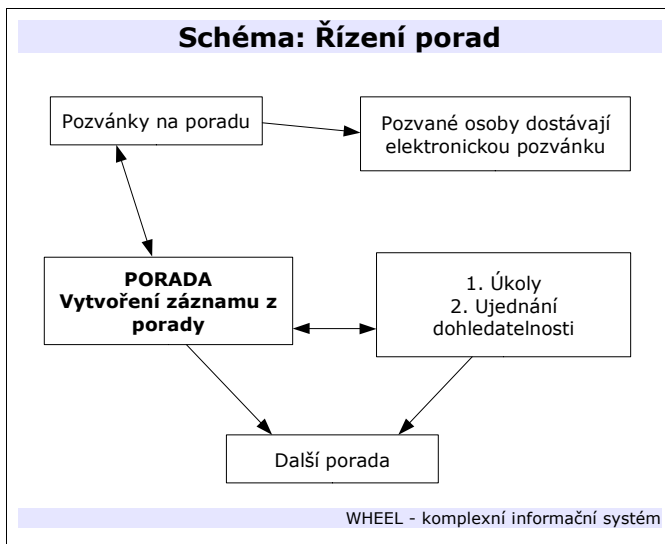 Schéma: Řízení porad
Pozvánky na poradu
Pozvané osoby dostávají
elektronickou pozvánku
PORADA
Vytvoření záznamu z
porady
1. Úkoly
2. Ujednání
dohledatelnosti
Další porada
WHEEL - komplexní informační systém